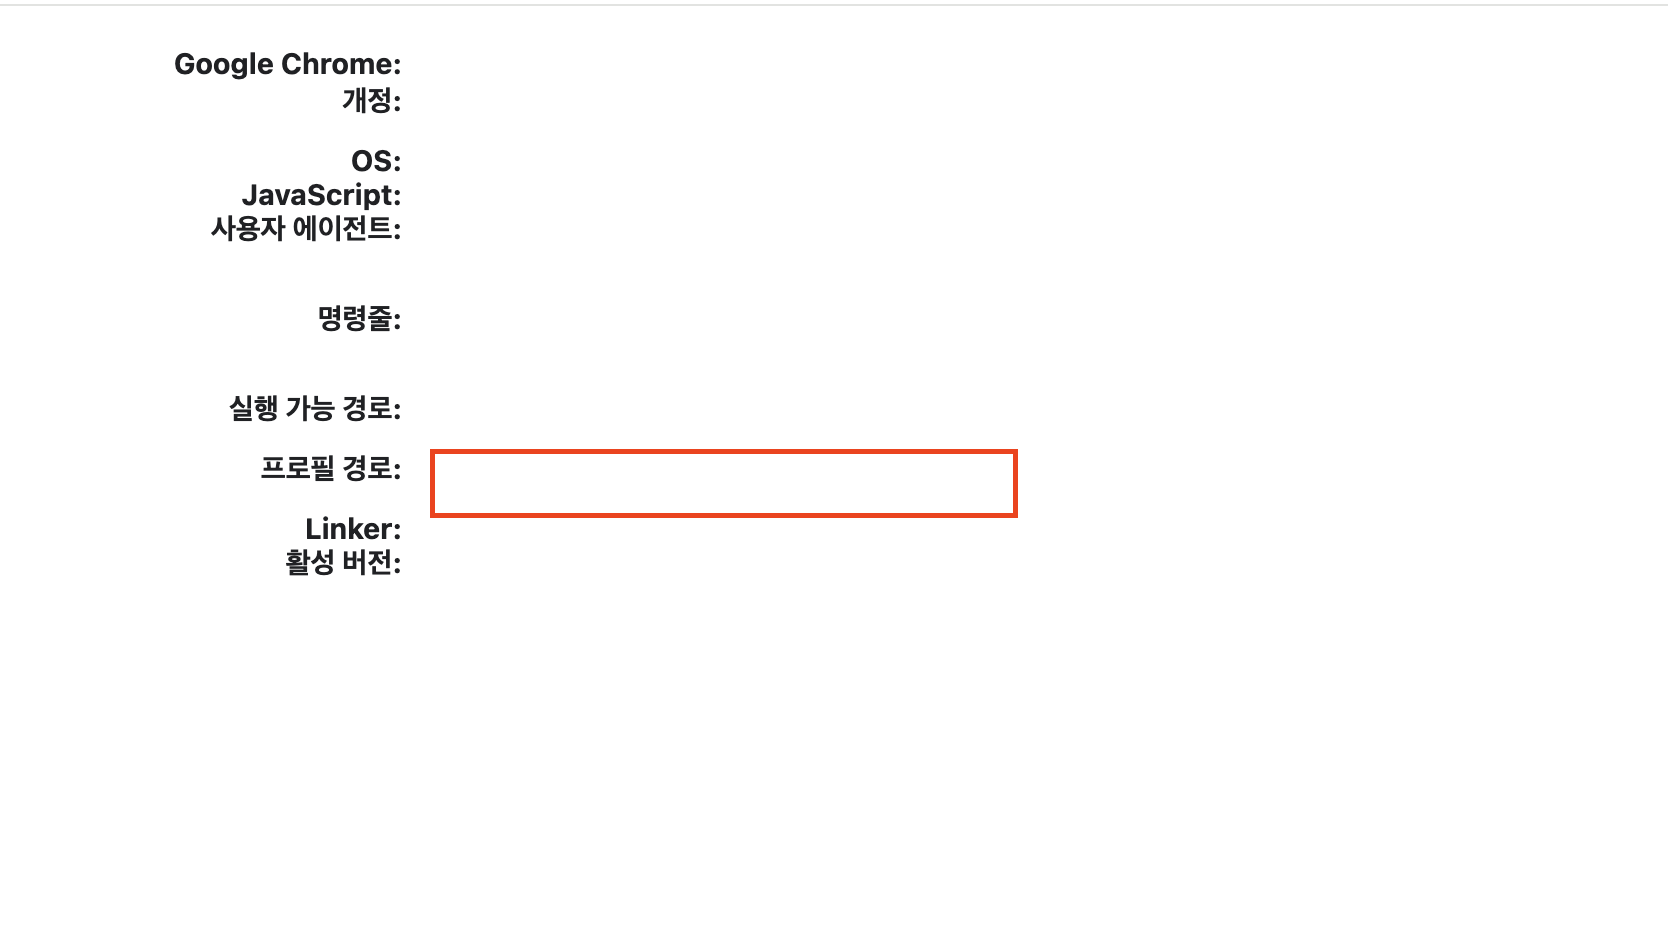 Google Chrome:
개정:
OS:
JavaScript:
사용자 에이전트:
명령줄:
실행 가능 경로:
프로필 경로:
Linker:
활성 버전: